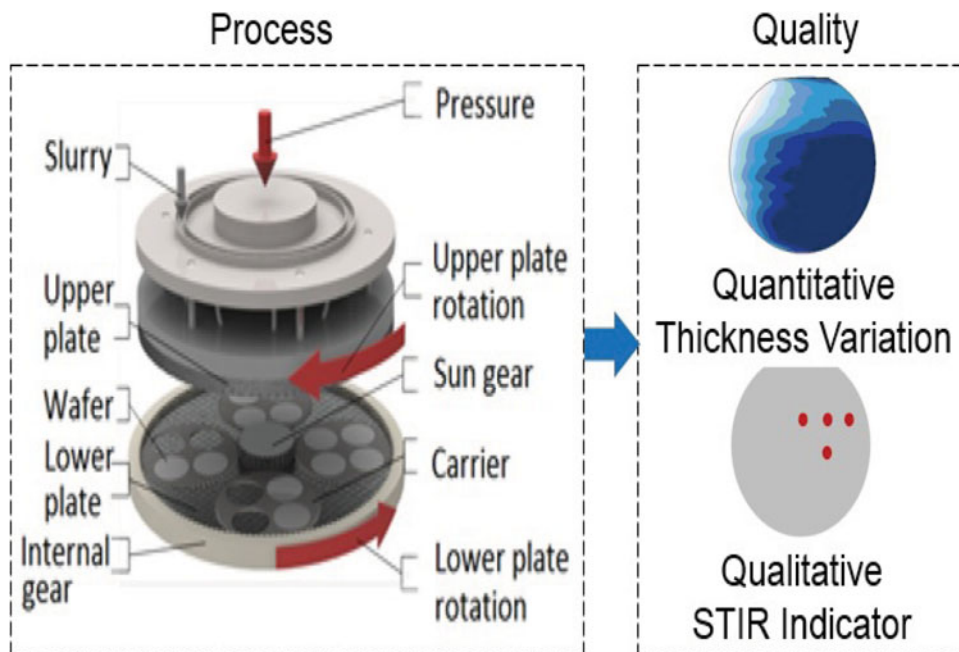 Process
Quality
Pressure
Slurry
Upper plate
rotation
Upper
plate
Sun gear
Wafer
Lower
plate
Carrier
Internal
gear
Lower plate
rotation
Quantitative
Thickness Variation
Qualitative
STIR Indicator